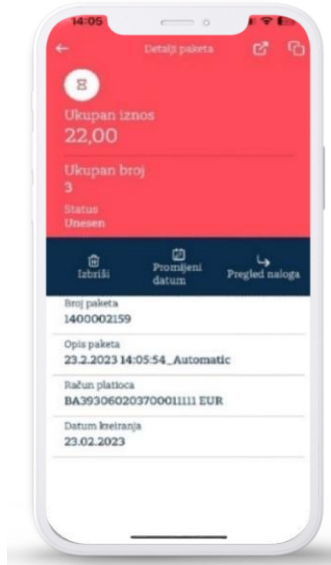 14:05
Detalji paketa
Ukupan iznos
22,00
Ukupan broj
3
Status
Unesen
Izbriši
Promijeni
datum
Pregled naloga
Broj paketa
1400002159
Opis paketa
23.2.2023 14:05:54_Automatic
Račun platioca
BA393060203700011111 EUR
Datum kreiranja
23.02.2023